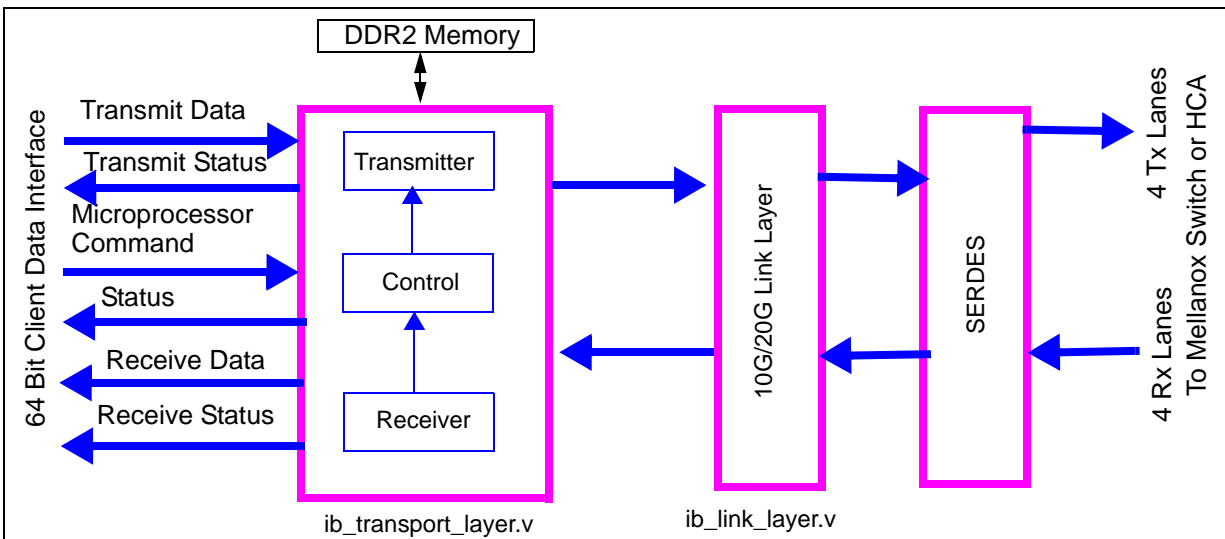 DDR2 Memory
64 Bit Client Data Interface
Transmit Data
Transmit Status
Microprocessor
Command
Status
Receive Data
Receive Status
Transmitter
Control
Receiver
ib_transport_layer.v
10G/20G Link Layer
ib_link_layer.v
SERDES
4 Tx Lanes
4 Rx Lanes
To Mellanox Switch or HCA